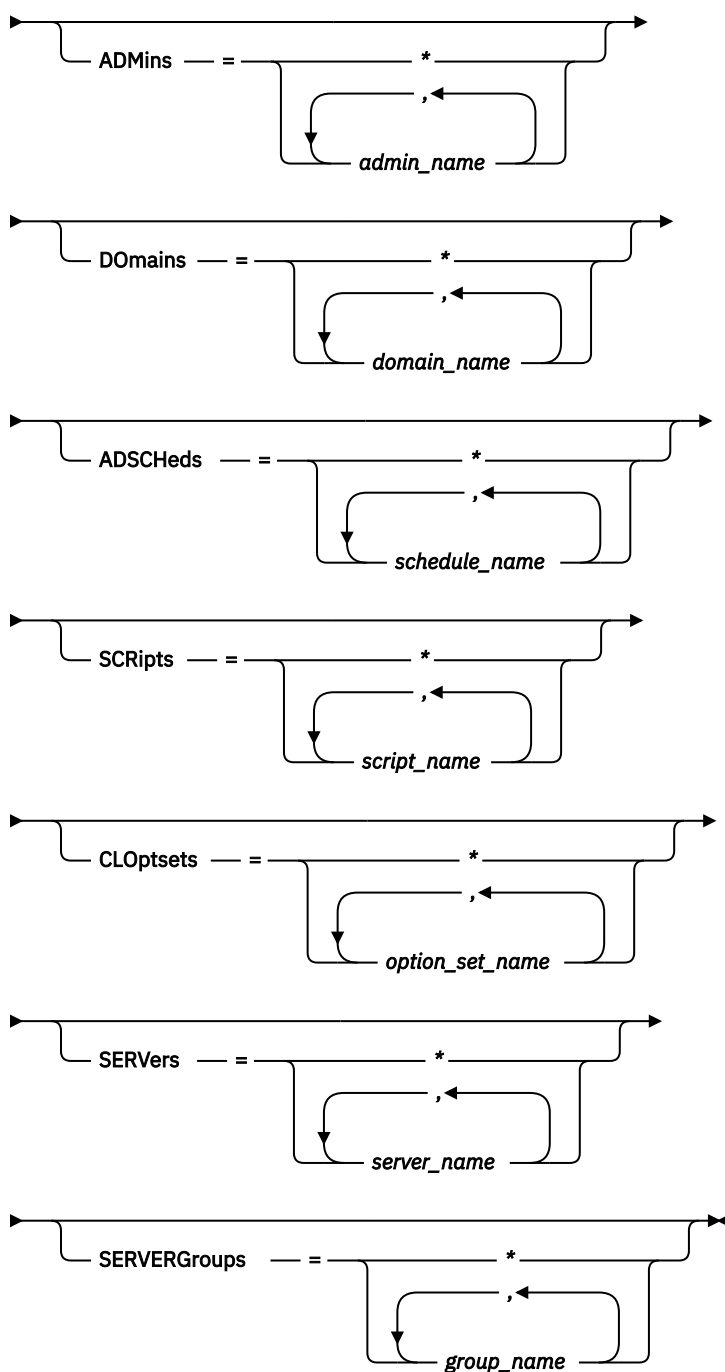 ADMins = *
,
admin_name
DOmains = *
,
domain_name
ADSCHeds = *
,
schedule_name
SCRipts = *
,
script_name
CLOptsets = *
,
option_set_name
SERVers = *
,
server_name
SERVERGroups = *
,
group_name